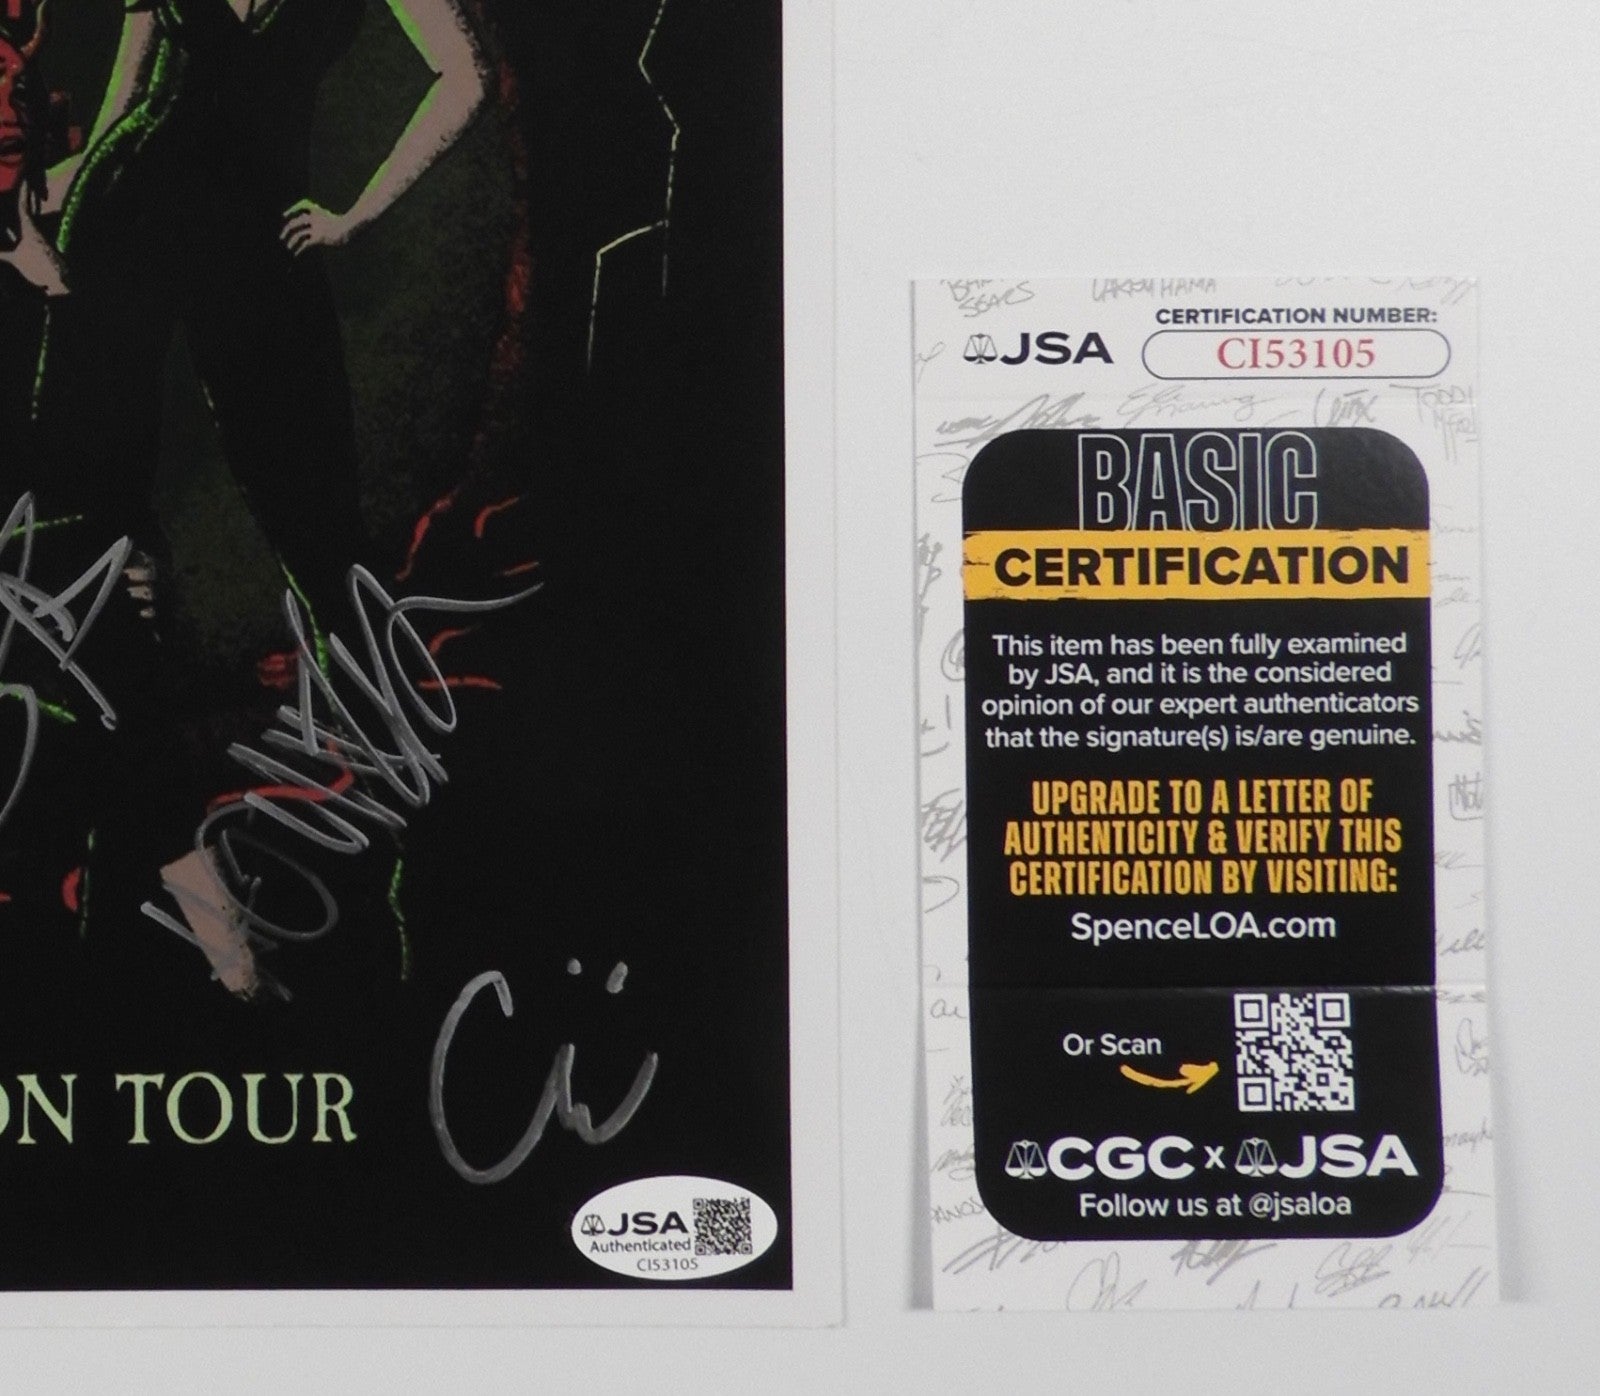 ON TOUR
JSA
Authenticated
CI53105
CERTIFICATION NUMBER:
JSA
CI53105
BASIC
CERTIFICATION
This item has been fully examined
by JSA, and it is the considered
opinion of our expert authenticators
that the signature(s) is/are genuine.
UPGRADE TO A LETTER OF
AUTHENTICITY & VERIFY THIS
CERTIFICATION BY VISITING:
SpenceLOA.com
Or Scan
CGC x JSA
Follow us at @jsaloa